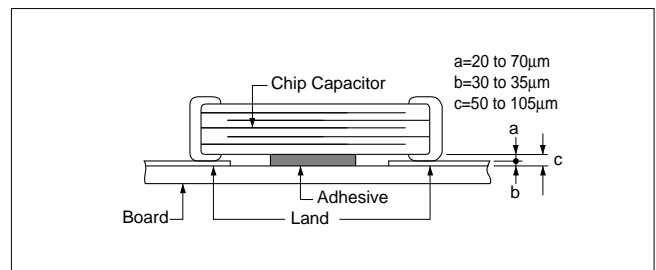 a=20 to 70μm
b=30 to 35μm
c=50 to 105μm
Chip Capacitor
a
c
b
Adhesive
Board
Land